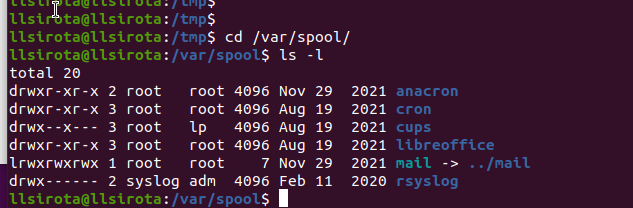 llsirota@llsirota:/tmp$
llsirota@llsirota:/tmp$
llsirota@llsirota:/tmp$ cd /var/spool/
llsirota@llsirota:/var/spool$ ls -l
total 20
drwxr-xr-x 2 root   root 4096 Nov 29  2021 anacron
drwxr-xr-x 3 root   root 4096 Aug 19  2021 cron
drwx--x--- 3 root   lp   4096 Aug 19  2021 cups
drwxr-xr-x 3 root   root 4096 Aug 19  2021 libreoffice
lrwxrwxrwx 1 root   root    7 Nov 29  2021 mail -> ../mail
drwx------ 2 syslog adm  4096 Feb 11  2020 rsyslog
llsirota@llsirota:/var/spool$